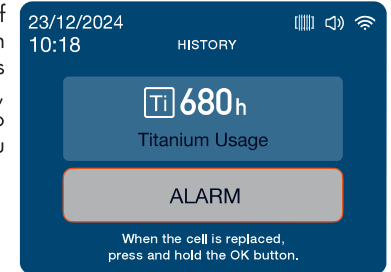 23/12/2024
10:18
HISTORY
Ti 680h
Titanium Usage
ALARM
When the cell is replaced,
press and hold the OK button.